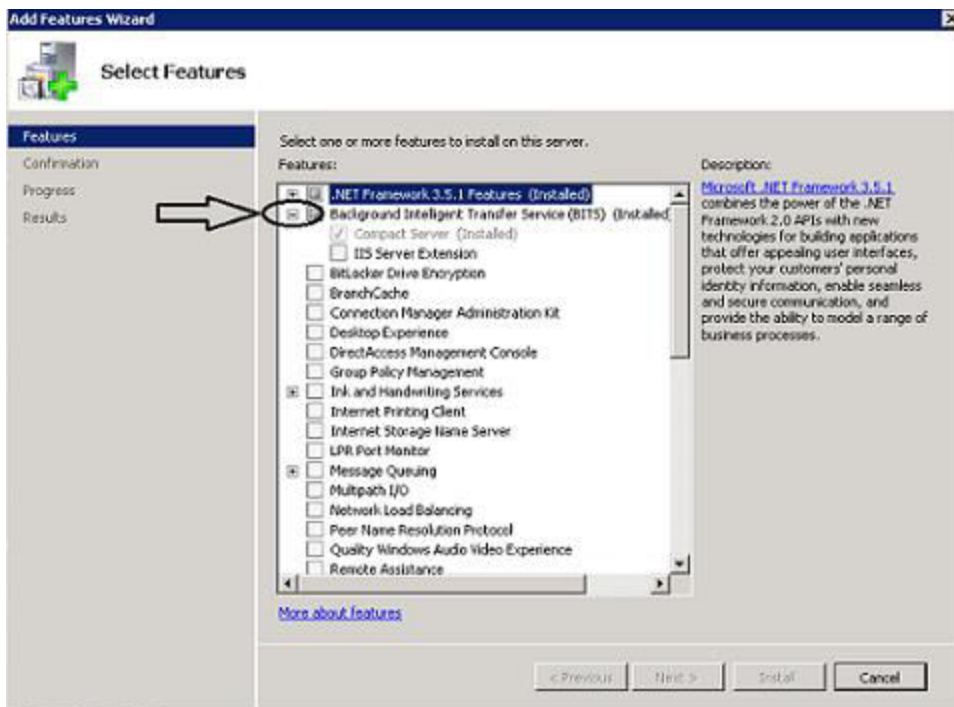 Add Features Wizard
Select Features
Features
Confirmation
Progress
Results
Select one or more features to install on this server.
Features:
.NET Framework 3.5.1 Features (Installed)
Background Intelligent Transfer Service (BITS) (Installed
Compact Server (Installed)
IIS Server Extension
BitLocker Drive Encryption
BranchCache
Connection Manager Administration Kit
Desktop Experience
DirectAccess Management Console
Group Policy Management
Ink and Handwriting Services
Internet Printing Client
Internet Storage Name Server
LPR Port Monitor
Message Queuing
Multipath I/O
Network Load Balancing
Peer Name Resolution Protocol
Quality Windows Audio Video Experience
Remote Assistance
Description:
Microsoft .NET Framework 3.5.1
combines the power of the .NET
Framework 2.0 APIs with new
technologies for building applications
that offer appealing user interfaces,
protect your customers' personal
identity information, enable seamless
and secure communication, and
provide the ability to model a range of
business processes.
More about features
< Previous
Next >
Install
Cancel